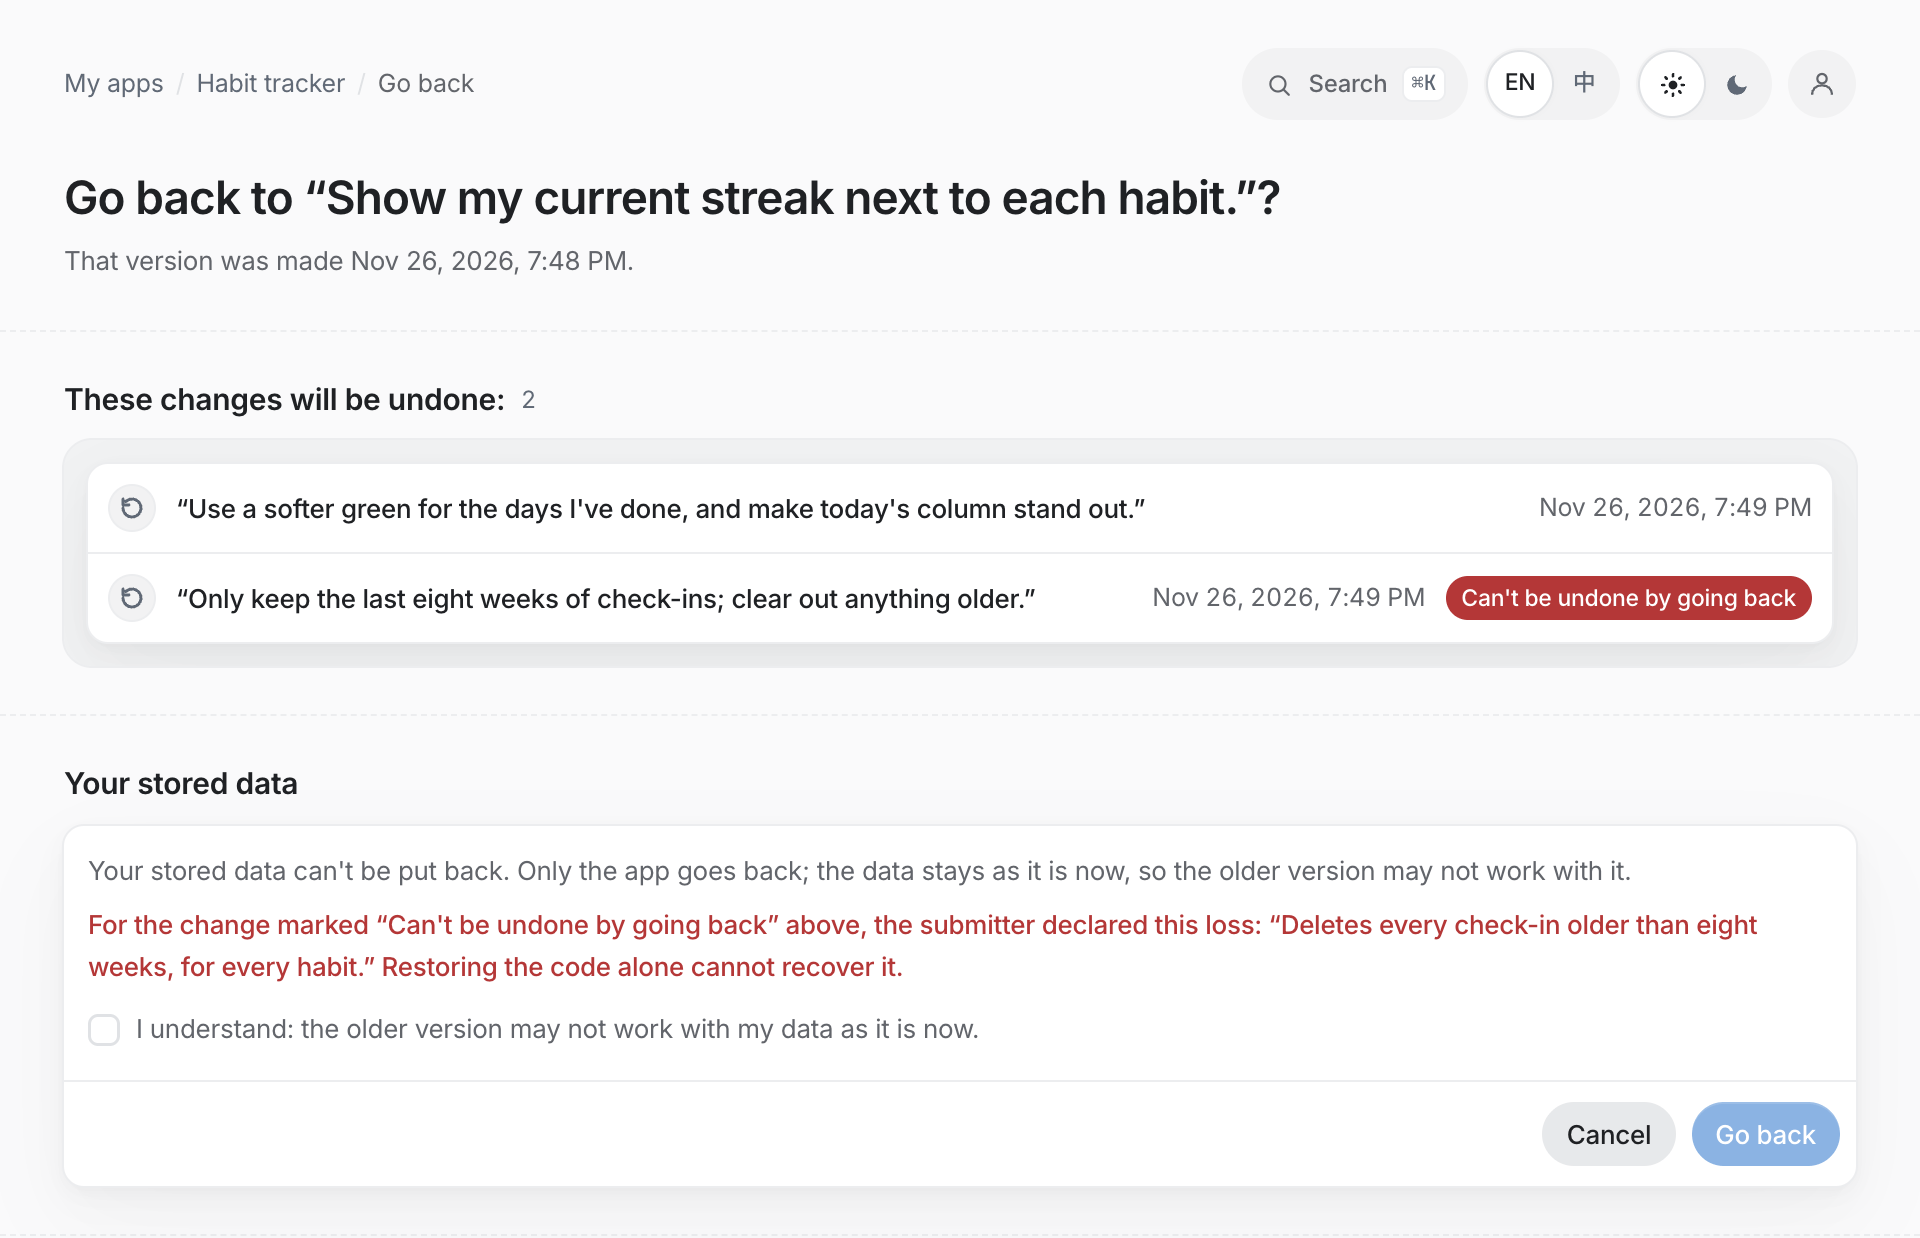 My apps / Habit tracker / Go back
Search ⌘K EN 中
Go back to “Show my current streak next to each habit.”?
That version was made Nov 26, 2026, 7:48 PM.
These changes will be undone: 2
“Use a softer green for the days I've done, and make today's column stand out.” Nov 26, 2026, 7:49 PM
“Only keep the last eight weeks of check-ins; clear out anything older.” Nov 26, 2026, 7:49 PM Can't be undone by going back
Your stored data
Your stored data can't be put back. Only the app goes back; the data stays as it is now, so the older version may not work with it.
For the change marked “Can't be undone by going back” above, the submitter declared this loss: “Deletes every check-in older than eight
weeks, for every habit.” Restoring the code alone cannot recover it.
I understand: the older version may not work with my data as it is now.
Cancel Go back